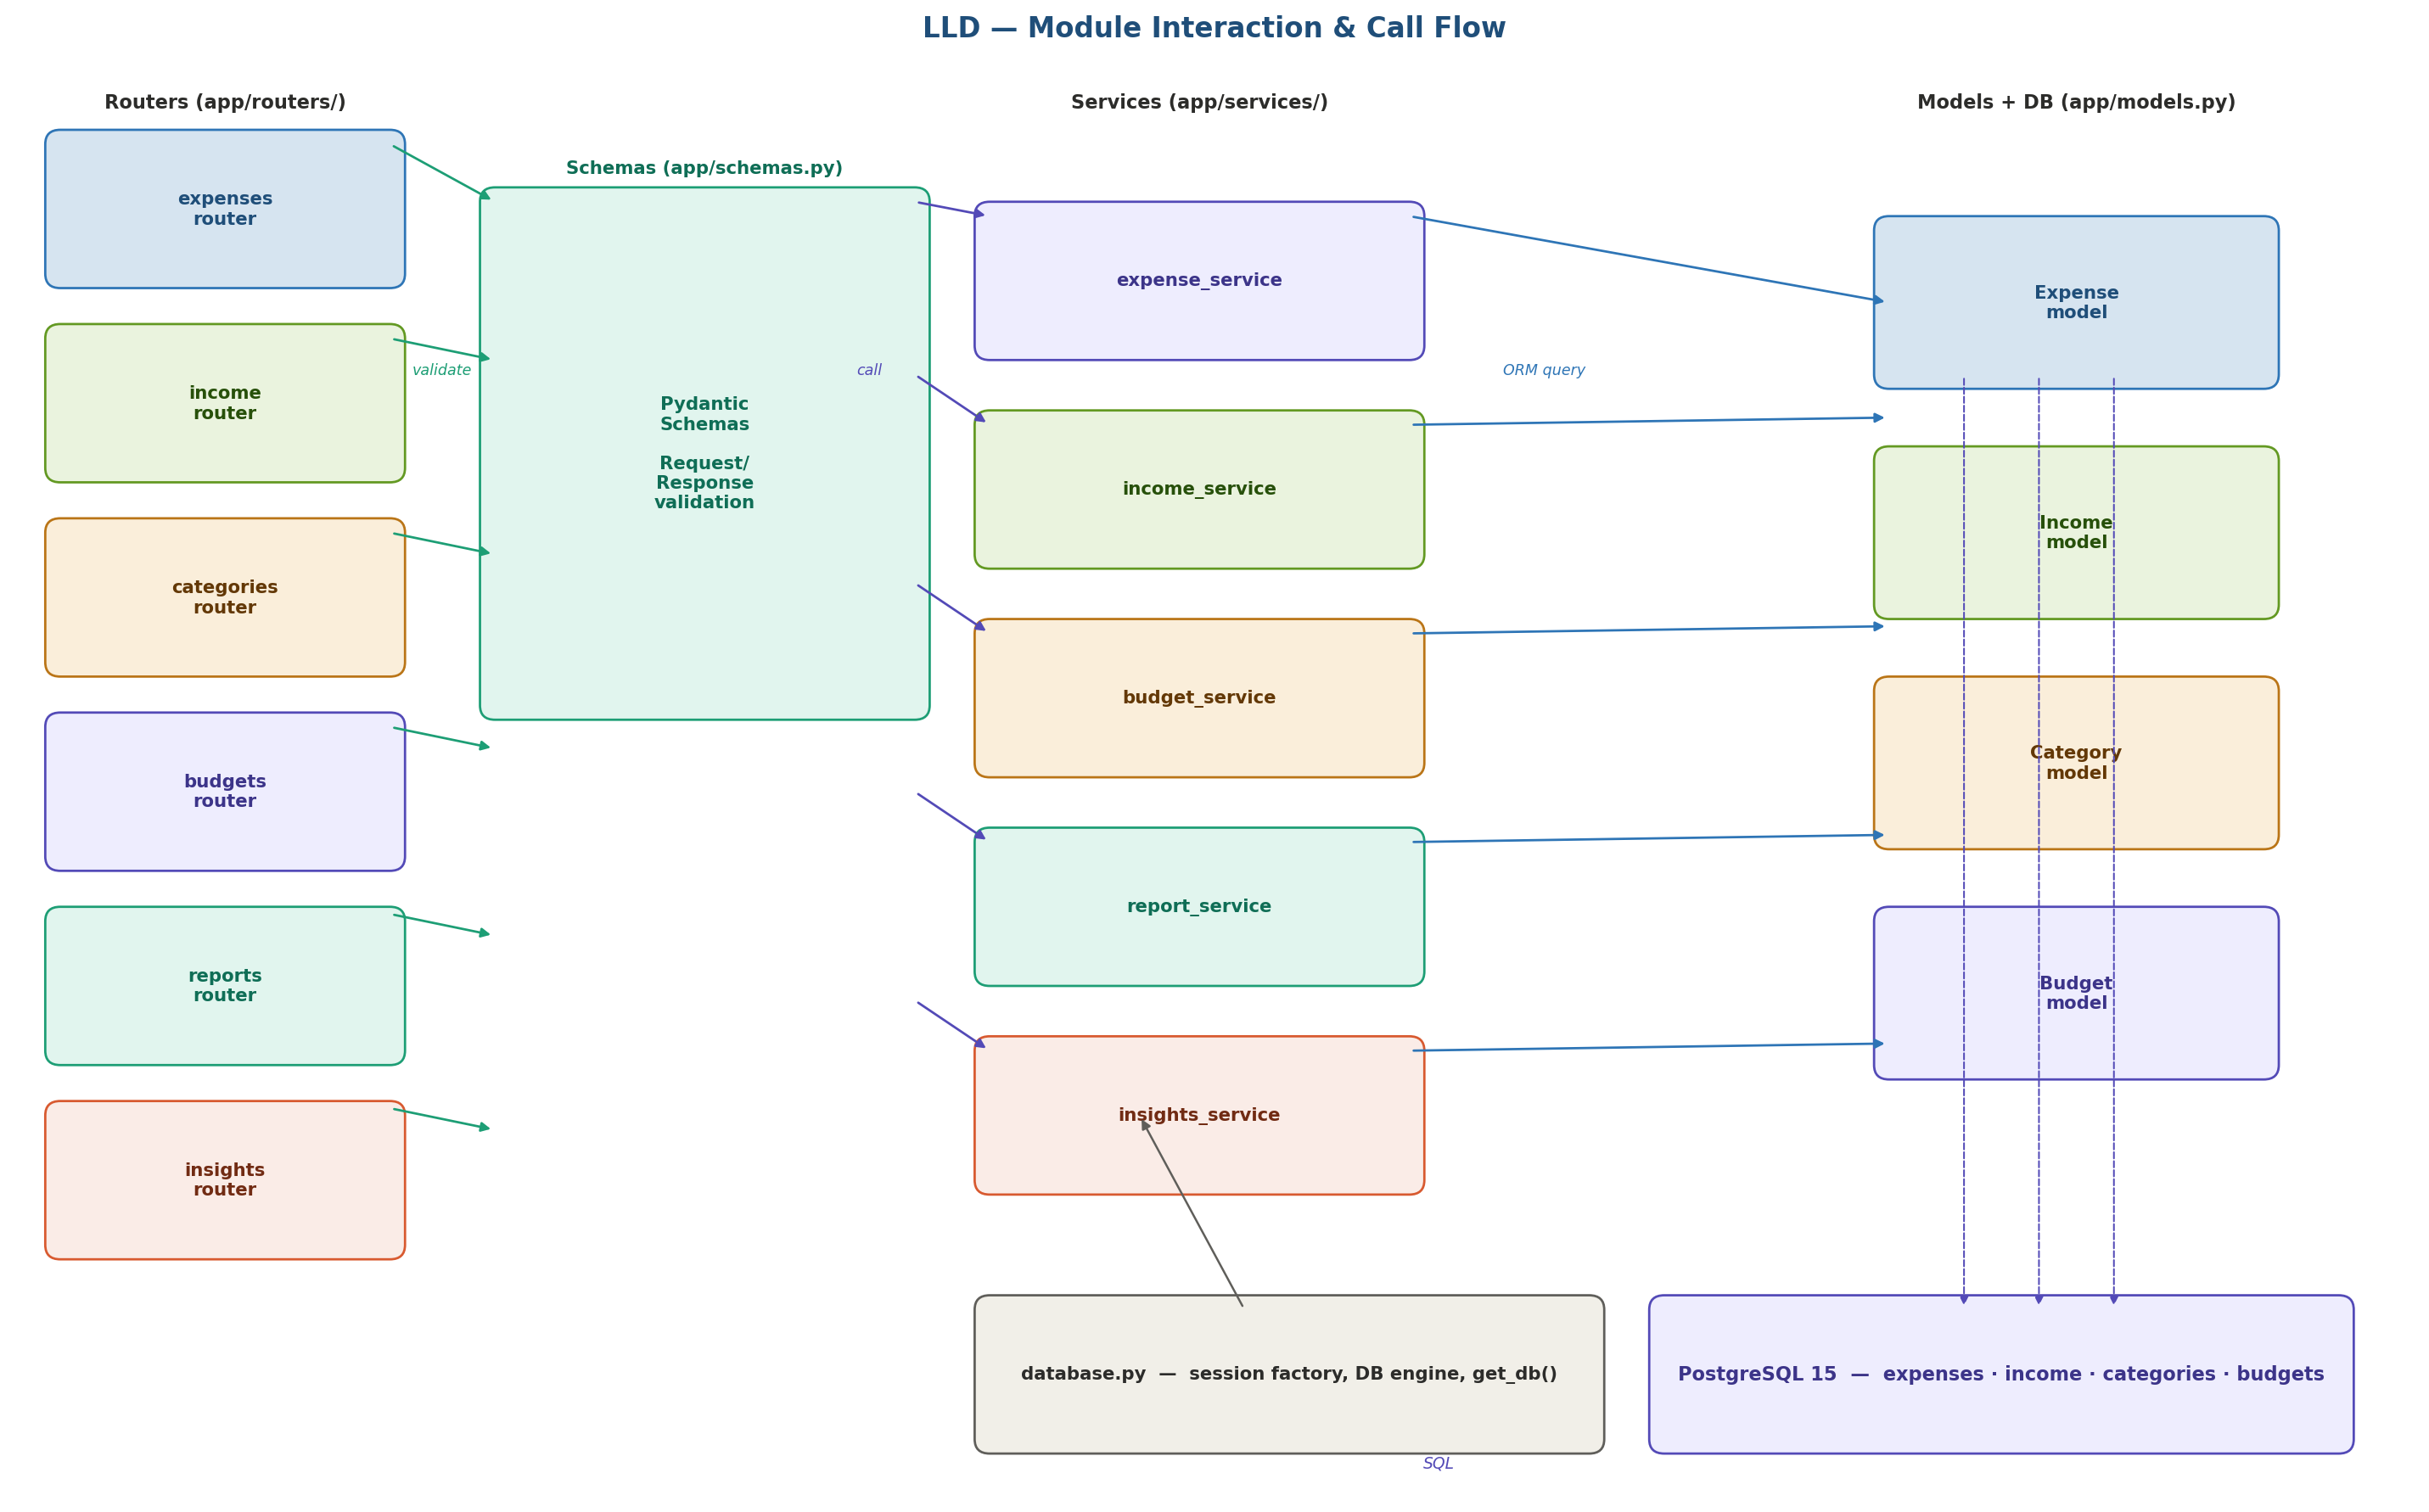 LLD — Module Interaction & Call Flow
Routers (app/routers/)
Services (app/services/)
Models + DB (app/models.py)
Schemas (app/schemas.py)
expenses
router
income
router
categories
router
budgets
router
reports
router
insights
router
validate
Pydantic
Schemas
Request/
Response
validation
call
expense_service
income_service
budget_service
report_service
insights_service
ORM query
Expense
model
Income
model
Category
model
Budget
model
database.py — session factory, DB engine, get_db()
PostgreSQL 15 — expenses · income · categories · budgets
SQL